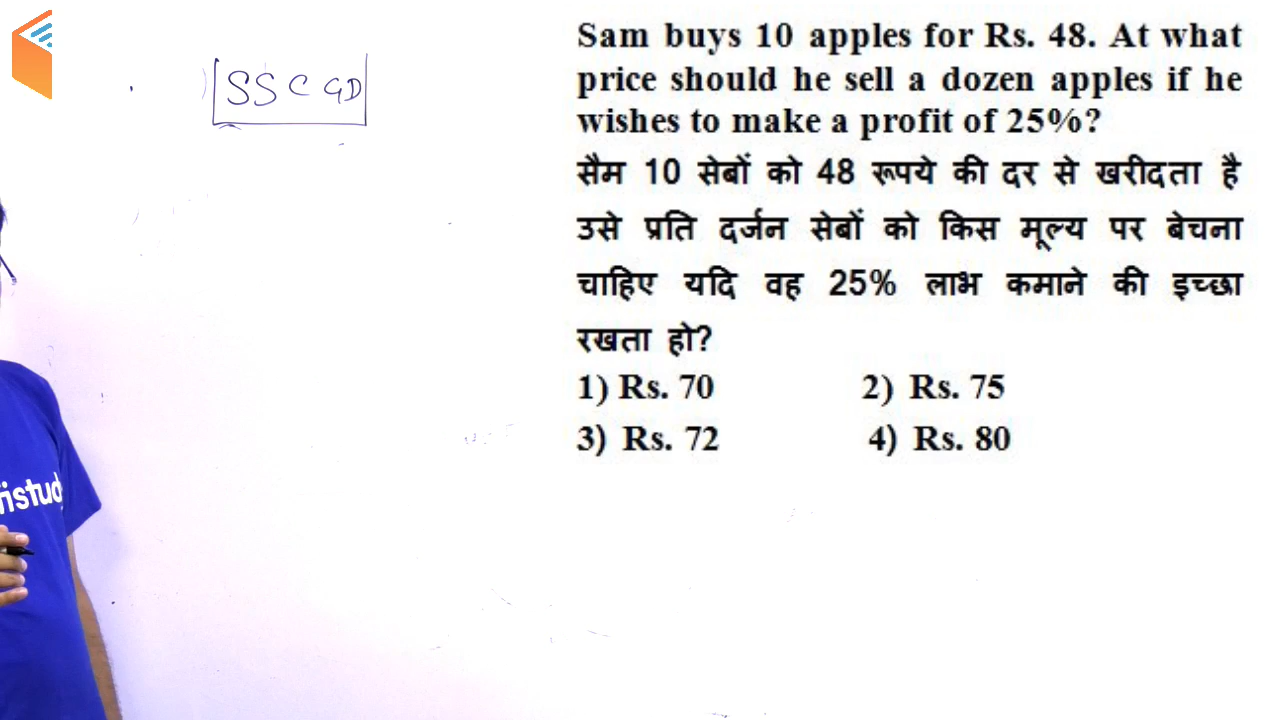 SSC GD
Sam buys 10 apples for Rs. 48. At what
price should he sell a dozen apples if he
wishes to make a profit of 25%?
सैम 10 सेबों को 48 रूपये की दर से खरीदता है
उसे प्रति दर्जन सेबों को किस मूल्य पर बेचना
चाहिए यदि वह 25% लाभ कमाने की इच्छा
रखता हो?
1) Rs. 70 2) Rs. 75
3) Rs. 72 4) Rs. 80